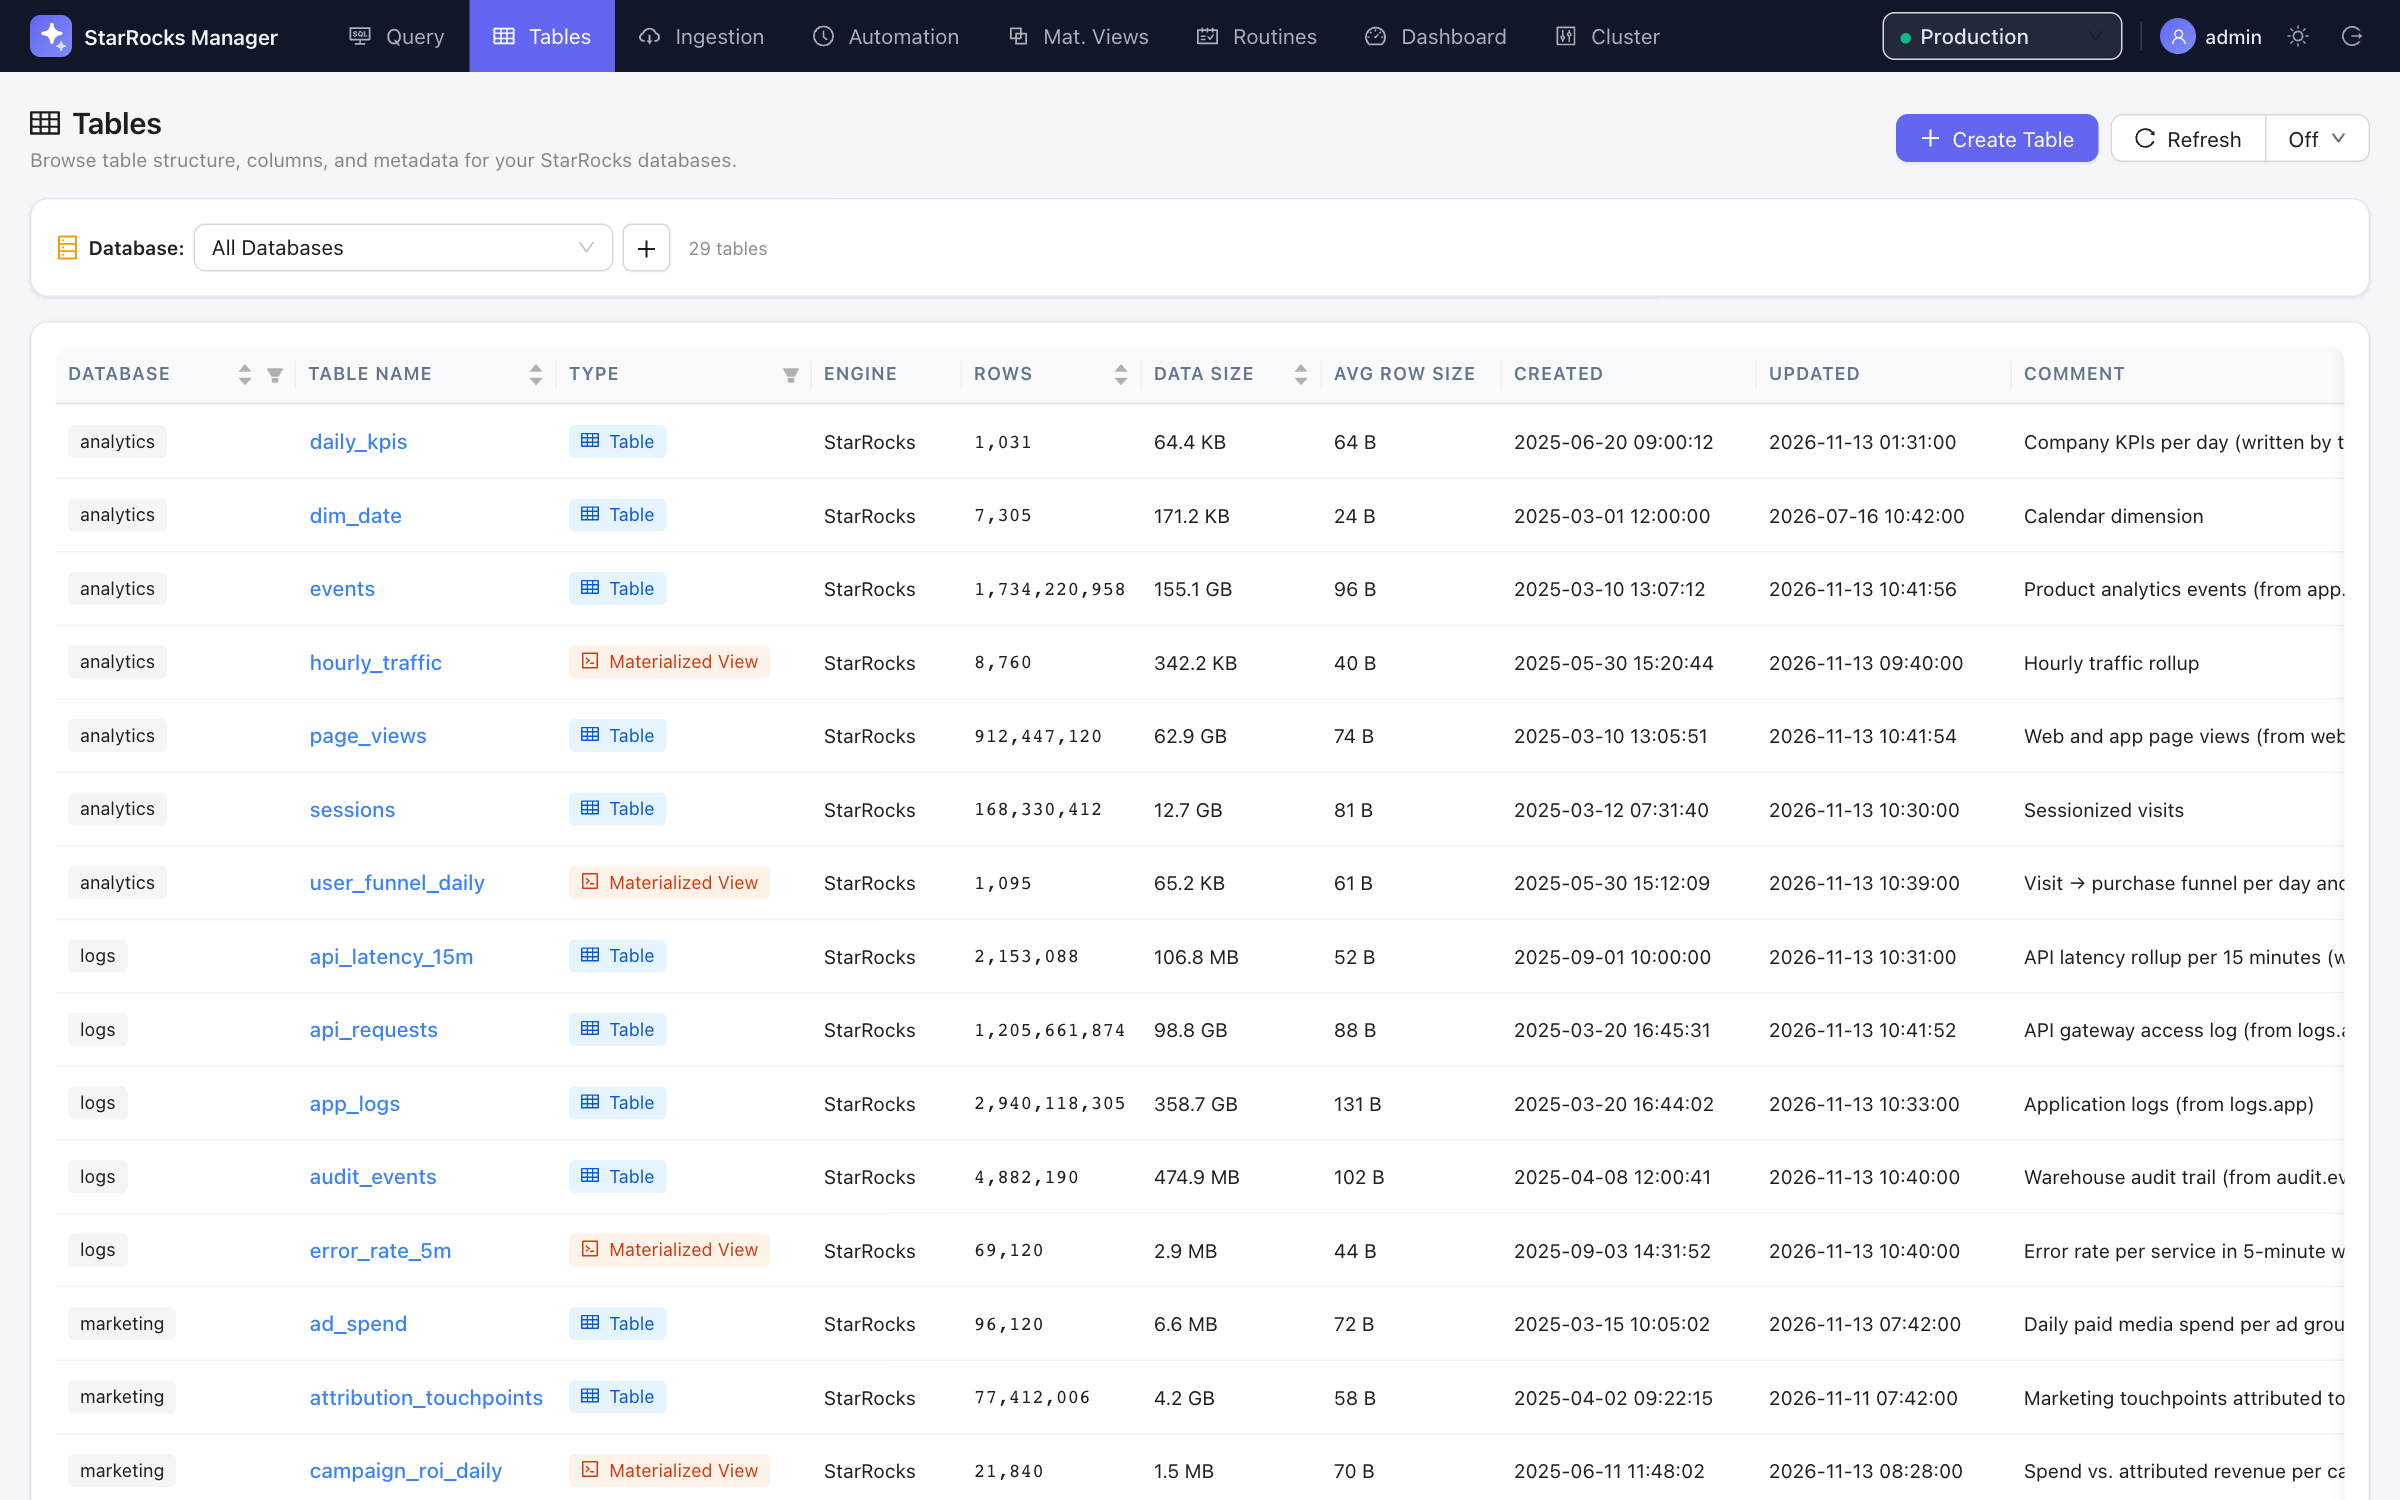 StarRocks Manager Query Tables Ingestion Automation Mat. Views Routines Dashboard Cluster Production admin
Tables
Browse table structure, columns, and metadata for your StarRocks databases.
Create Table Refresh Off
Database: All Databases 29 tables
DATABASE TABLE NAME TYPE ENGINE ROWS DATA SIZE AVG ROW SIZE CREATED UPDATED COMMENT
analytics daily_kpis Table StarRocks 1,031 64.4 KB 64 B 2025-06-20 09:00:12 2026-11-13 01:31:00 Company KPIs per day (written by t
analytics dim_date Table StarRocks 7,305 171.2 KB 24 B 2025-03-01 12:00:00 2026-07-16 10:42:00 Calendar dimension
analytics events Table StarRocks 1,734,220,958 155.1 GB 96 B 2025-03-10 13:07:12 2026-11-13 10:41:56 Product analytics events (from app.
analytics hourly_traffic Materialized View StarRocks 8,760 342.2 KB 40 B 2025-05-30 15:20:44 2026-11-13 09:40:00 Hourly traffic rollup
analytics page_views Table StarRocks 912,447,120 62.9 GB 74 B 2025-03-10 13:05:51 2026-11-13 10:41:54 Web and app page views (from web
analytics sessions Table StarRocks 168,330,412 12.7 GB 81 B 2025-03-12 07:31:40 2026-11-13 10:30:00 Sessionized visits
analytics user_funnel_daily Materialized View StarRocks 1,095 65.2 KB 61 B 2025-05-30 15:12:09 2026-11-13 10:39:00 Visit → purchase funnel per day and
logs api_latency_15m Table StarRocks 2,153,088 106.8 MB 52 B 2025-09-01 10:00:00 2026-11-13 10:31:00 API latency rollup per 15 minutes (w
logs api_requests Table StarRocks 1,205,661,874 98.8 GB 88 B 2025-03-20 16:45:31 2026-11-13 10:41:52 API gateway access log (from logs.a
logs app_logs Table StarRocks 2,940,118,305 358.7 GB 131 B 2025-03-20 16:44:02 2026-11-13 10:33:00 Application logs (from logs.app)
logs audit_events Table StarRocks 4,882,190 474.9 MB 102 B 2025-04-08 12:00:41 2026-11-13 10:40:00 Warehouse audit trail (from audit.ev
logs error_rate_5m Materialized View StarRocks 69,120 2.9 MB 44 B 2025-09-03 14:31:52 2026-11-13 10:40:00 Error rate per service in 5-minute w
marketing ad_spend Table StarRocks 96,120 6.6 MB 72 B 2025-03-15 10:05:02 2026-11-13 07:42:00 Daily paid media spend per ad grou
marketing attribution_touchpoints Table StarRocks 77,412,006 4.2 GB 58 B 2025-04-02 09:22:15 2026-11-11 07:42:00 Marketing touchpoints attributed to
marketing campaign_roi_daily Materialized View StarRocks 21,840 1.5 MB 70 B 2025-06-11 11:48:02 2026-11-13 08:28:00 Spend vs. attributed revenue per ca